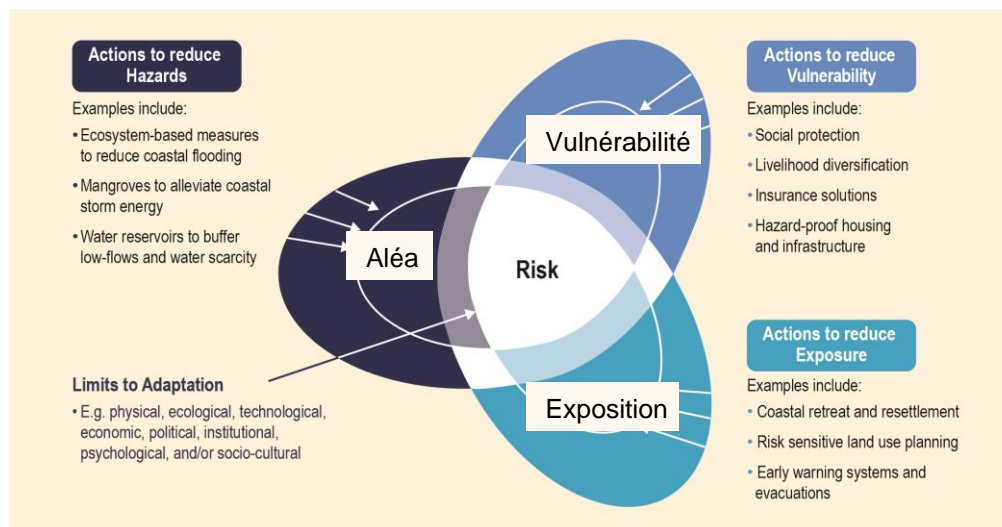 Actions to reduce
Hazards
Examples include:
• Ecosystem-based measures
to reduce coastal flooding
• Mangroves to alleviate coastal
storm energy
• Water reservoirs to buffer
low-flows and water scarcity
Limits to Adaptation
• E.g. physical, ecological, technological,
economic, political, institutional,
psychological, and/or socio-cultural
Vulnérabilité
Aléa
Risk
Exposition
Actions to reduce
Vulnerability
Examples include:
• Social protection
• Livelihood diversification
• Insurance solutions
• Hazard-proof housing
and infrastructure
Actions to reduce
Exposure
Examples include:
• Coastal retreat and resettlement
• Risk sensitive land use planning
• Early warning systems and
evacuations